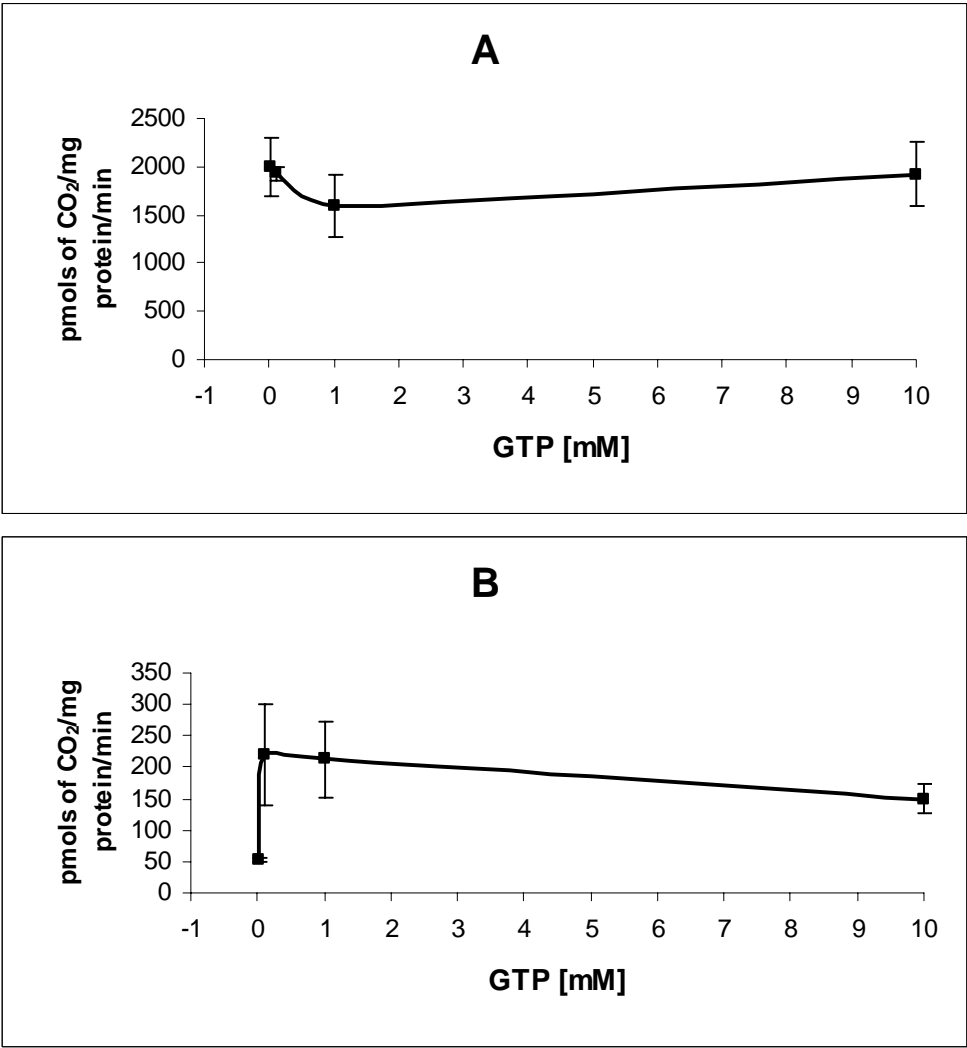 A
pmols of CO₂/mg
protein/min
2500
2000
1500
1000
500
0
-1 0 1 2 3 4 5 6 7 8 9 10
GTP [mM]
B
pmols of CO₂/mg
protein/min
350
300
250
200
150
100
50
0
-1 0 1 2 3 4 5 6 7 8 9 10
GTP [mM]